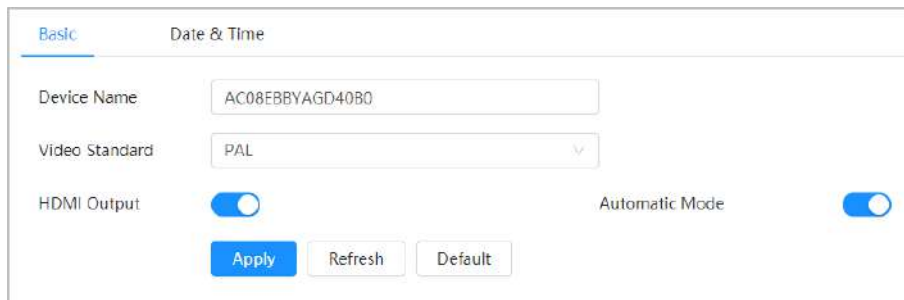 Basic Date & Time
Device Name AC08EBBYAGD40B0
Video Standard PAL
HDMI Output Automatic Mode
Apply Refresh Default